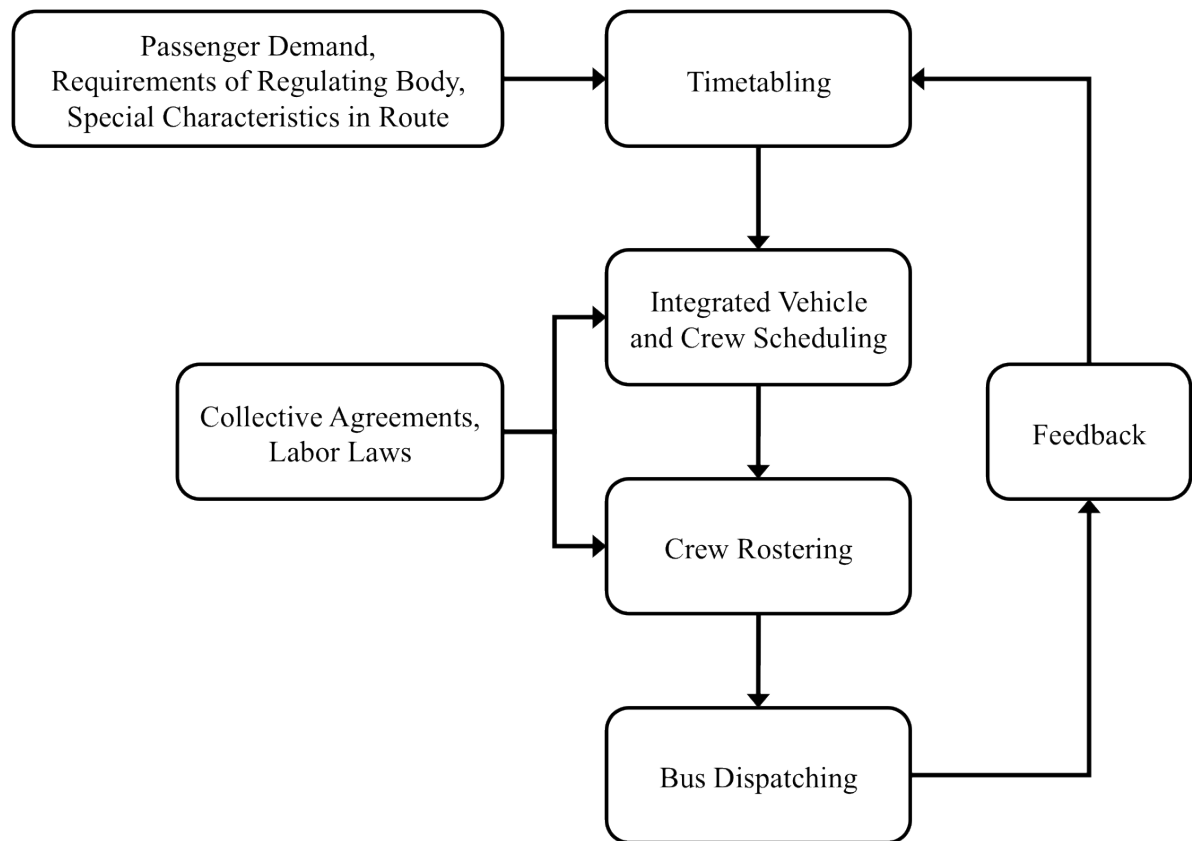 Passenger Demand,
Requirements of Regulating Body,
Special Characteristics in Route
Timetabling
Integrated Vehicle
and Crew Scheduling
Collective Agreements,
Labor Laws
Feedback
Crew Rostering
Bus Dispatching